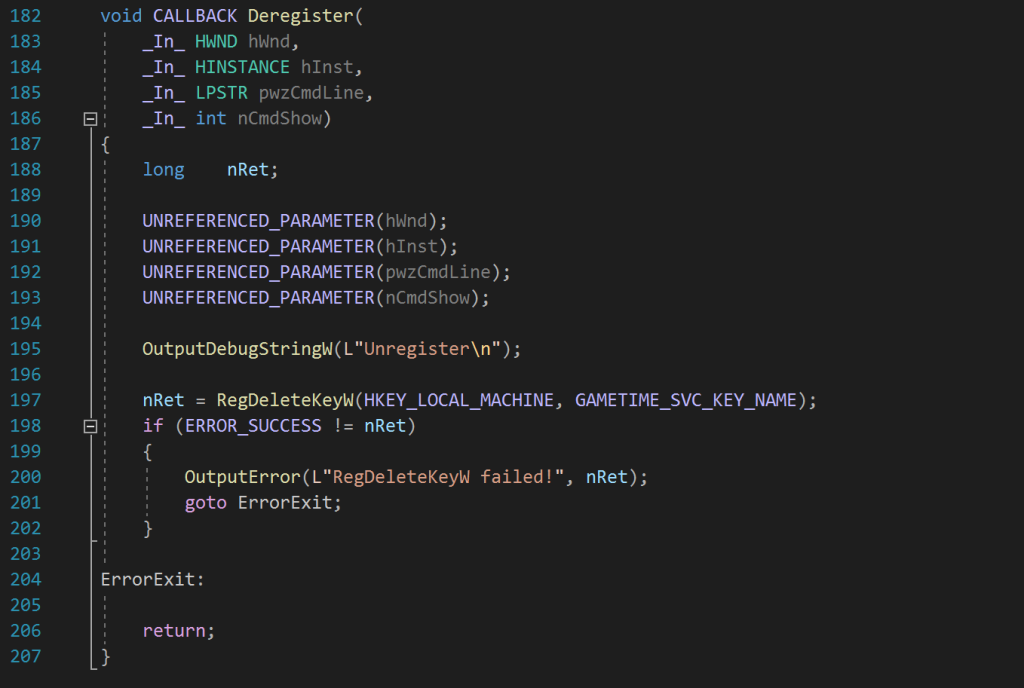 182 void CALLBACK Deregister(
183 _In_ HWND hWnd,
184 _In_ HINSTANCE hInst,
185 _In_ LPSTR pwzCmdLine,
186 _In_ int nCmdShow)
187 {
188 long nRet;
189
190 UNREFERENCED_PARAMETER(hWnd);
191 UNREFERENCED_PARAMETER(hInst);
192 UNREFERENCED_PARAMETER(pwzCmdLine);
193 UNREFERENCED_PARAMETER(nCmdShow);
194
195 OutputDebugStringW(L"Unregister\n");
196
197 nRet = RegDeleteKeyW(HKEY_LOCAL_MACHINE, GAMETIME_SVC_KEY_NAME);
198 if (ERROR_SUCCESS != nRet)
199 {
200 OutputError(L"RegDeleteKeyW failed!", nRet);
201 goto ErrorExit;
202 }
203
204 ErrorExit:
205
206 return;
207 }